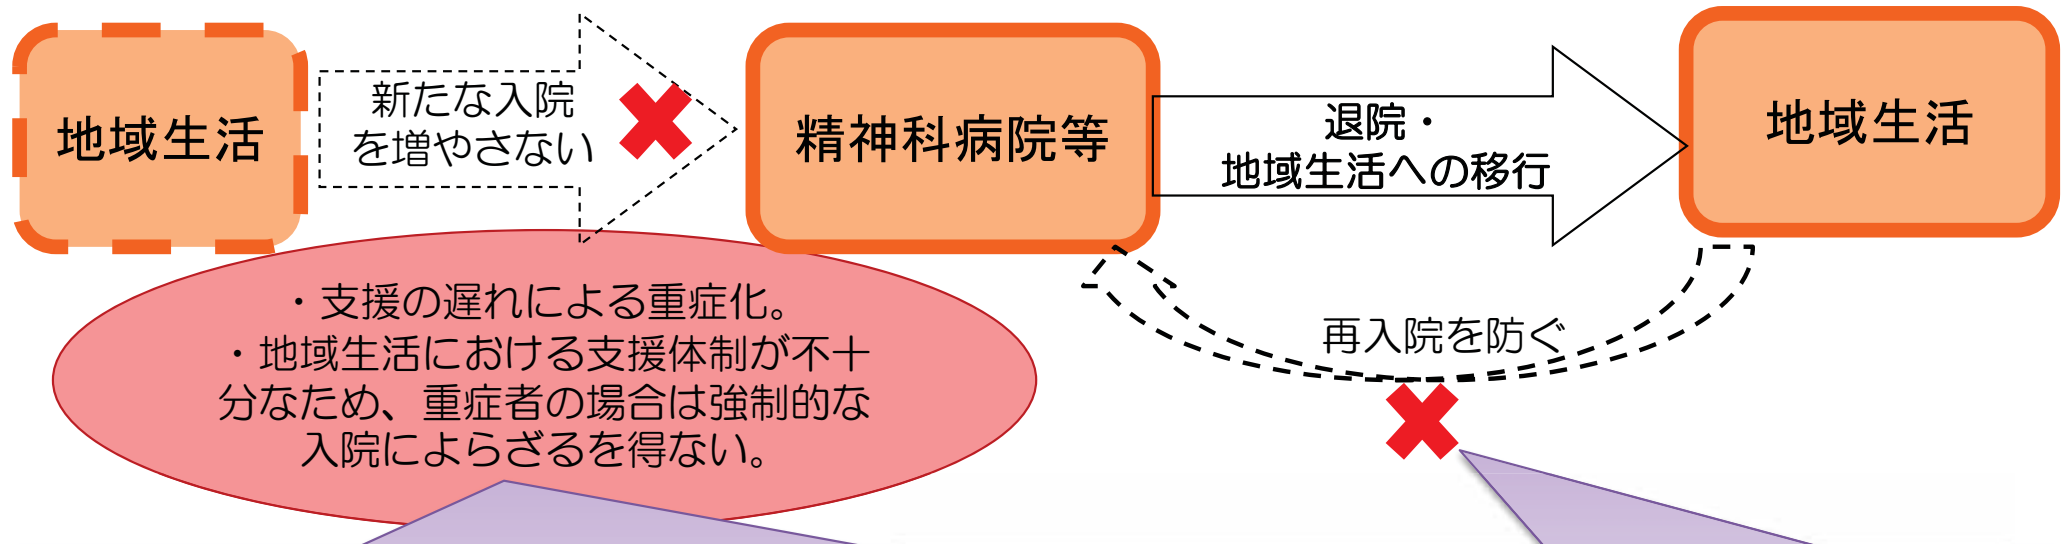 地域生活
新たな入院
を増やさない
精神科病院等
退院・
地域生活への移行
地域生活
・支援の遅れによる重症化。
・地域生活における支援体制が不十
分なため、重症者の場合は強制的な
入院によらざるを得ない。
再入院を防ぐ